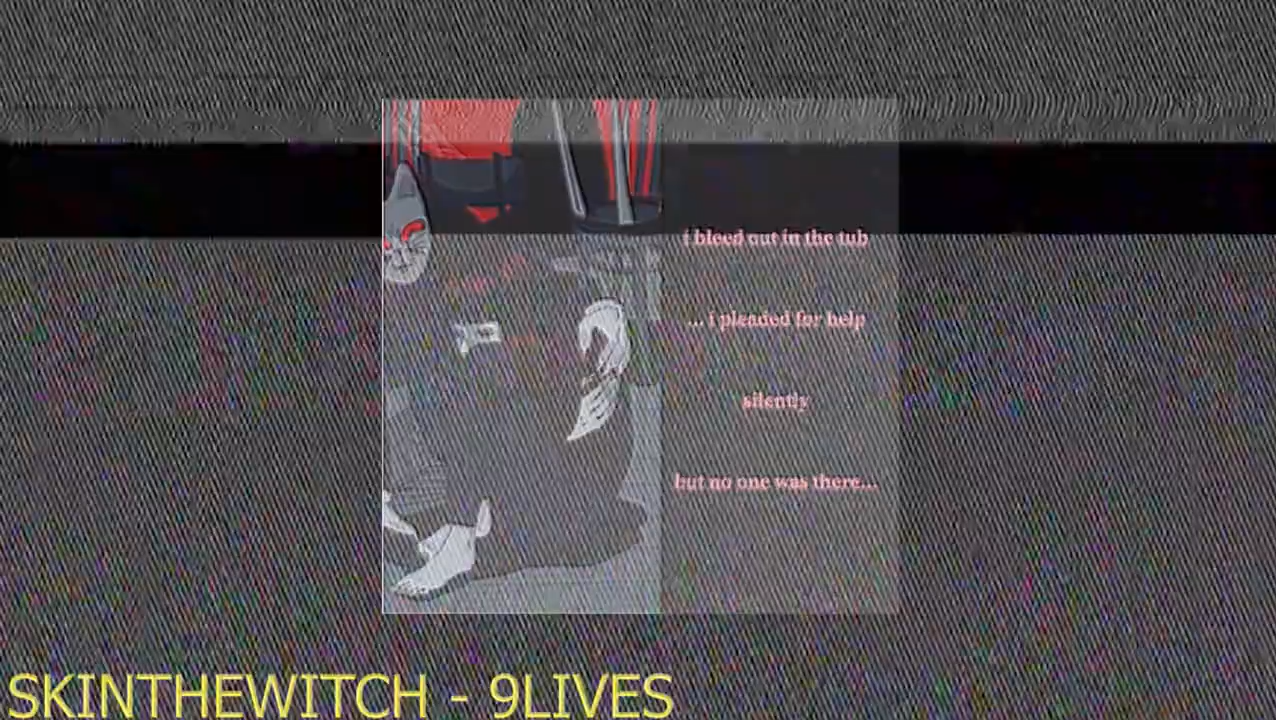 i bleed out in the tub
... i pleaded for help
silently
but no one was there...
SKINTHEWITCH - 9LIVES